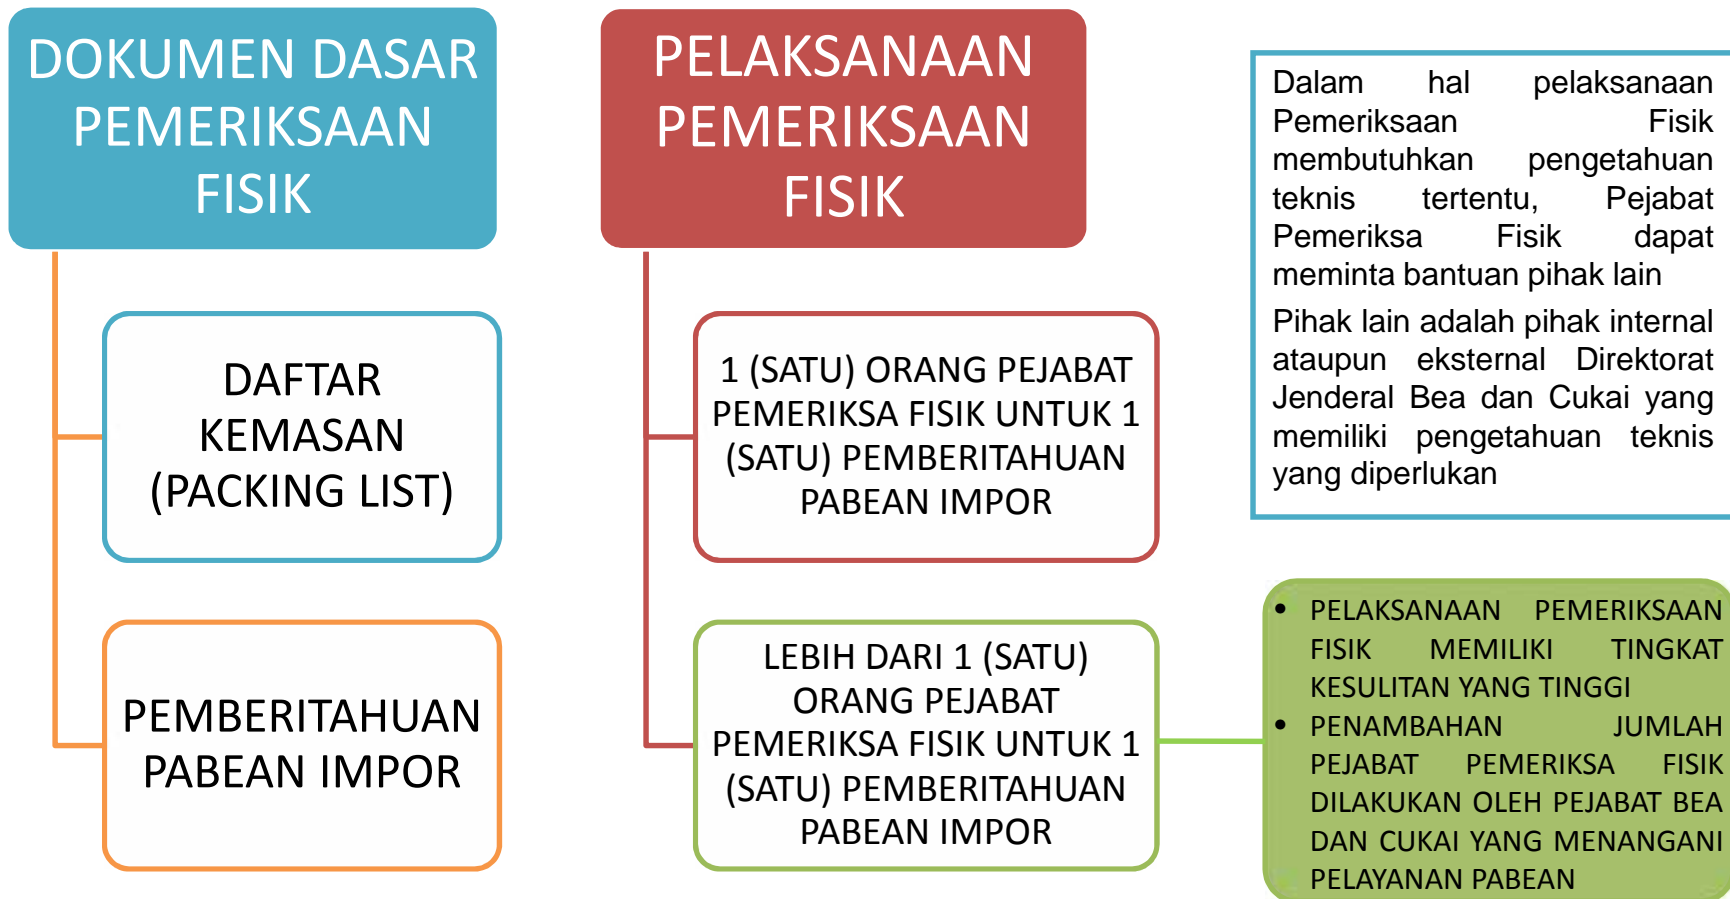 DOKUMEN DASAR
PEMERIKSAAN
FISIK
DAFTAR
KEMASAN
(PACKING LIST)
PEMBERITAHUAN
PABEAN IMPOR
PELAKSANAAN
PEMERIKSAAN
FISIK
1 (SATU) ORANG PEJABAT
PEMERIKSA FISIK UNTUK 1
(SATU) PEMBERITAHUAN
PABEAN IMPOR
LEBIH DARI 1 (SATU)
ORANG PEJABAT
PEMERIKSA FISIK UNTUK 1
(SATU) PEMBERITAHUAN
PABEAN IMPOR
Dalam hal pelaksanaan
Pemeriksaan Fisik
membutuhkan pengetahuan
teknis tertentu, Pejabat
Pemeriksa Fisik dapat
meminta bantuan pihak lain
Pihak lain adalah pihak internal
ataupun eksternal Direktorat
Jenderal Bea dan Cukai yang
memiliki pengetahuan teknis
yang diperlukan
• PELAKSANAAN PEMERIKSAAN
FISIK MEMILIKI TINGKAT
KESULITAN YANG TINGGI
• PENAMBAHAN JUMLAH
PEJABAT PEMERIKSA FISIK
DILAKUKAN OLEH PEJABAT BEA
DAN CUKAI YANG MENANGANI
PELAYANAN PABEAN